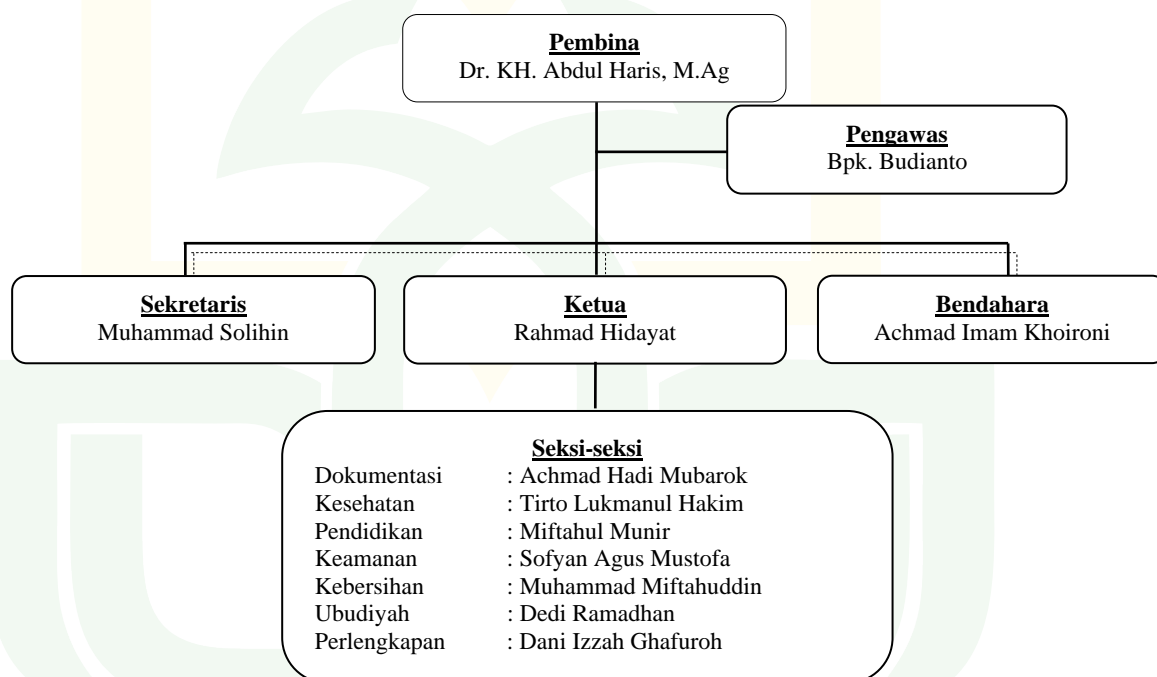 Pembina
Dr. KH. Abdul Haris, M.Ag
Pengawas
Bpk. Budianto
Sekretaris
Muhammad Solihin
Ketua
Rahmad Hidayat
Bendahara
Achmad Imam Khoironi
Seksi-seksi
Dokumentasi : Achmad Hadi Mubarok
Kesehatan : Tirto Lukmanul Hakim
Pendidikan : Miftahul Munir
Keamanan : Sofyan Agus Mustofa
Kebersihan : Muhammad Miftahuddin
Ubudiyah : Dedi Ramadhan
Perlengkapan : Dani Izzah Ghafuroh